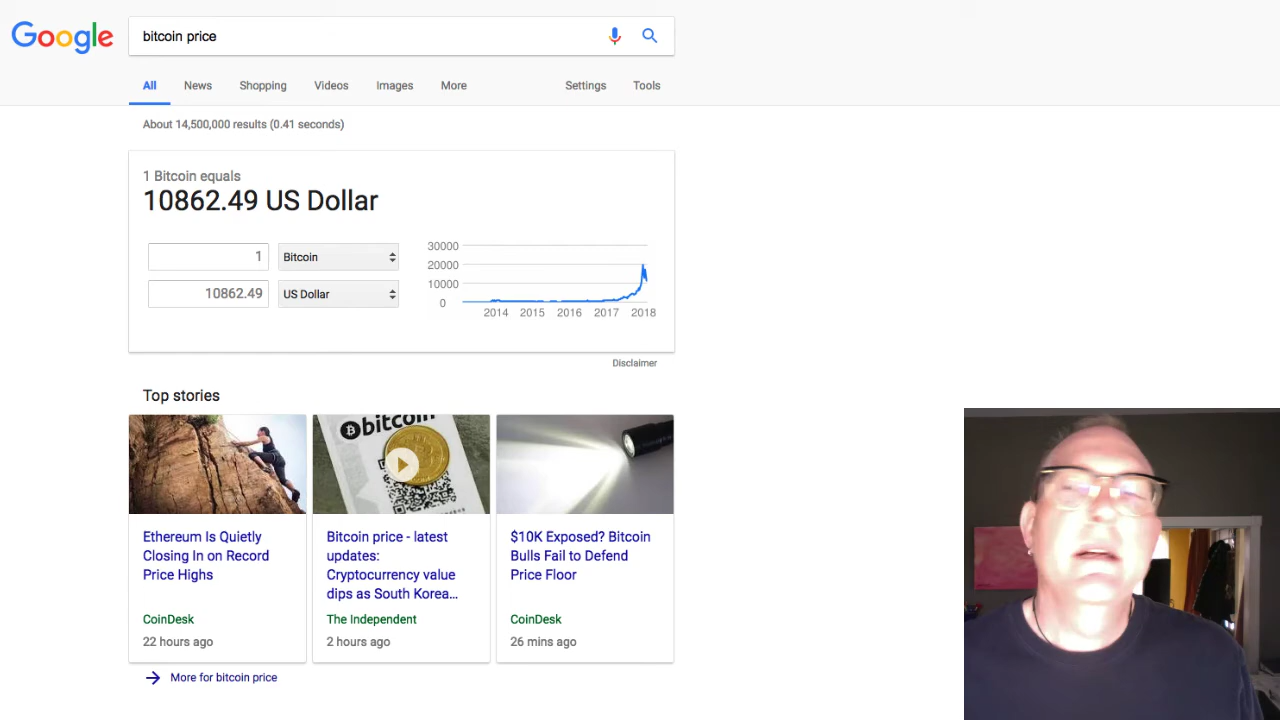 Google
bitcoin price
All News Shopping Videos Images More Settings Tools
About 14,500,000 results (0.41 seconds)
1 Bitcoin equals
10862.49 US Dollar
1 Bitcoin
10862.49 US Dollar
30000
20000
10000
0
2014 2015 2016 2017 2018
Disclaimer
Top stories
bitcoin
Ethereum Is Quietly
Closing In on Record
Price Highs
CoinDesk
22 hours ago
Bitcoin price - latest
updates:
Cryptocurrency value
dips as South Korea...
The Independent
2 hours ago
$10K Exposed? Bitcoin
Bulls Fail to Defend
Price Floor
CoinDesk
26 mins ago
More for bitcoin price